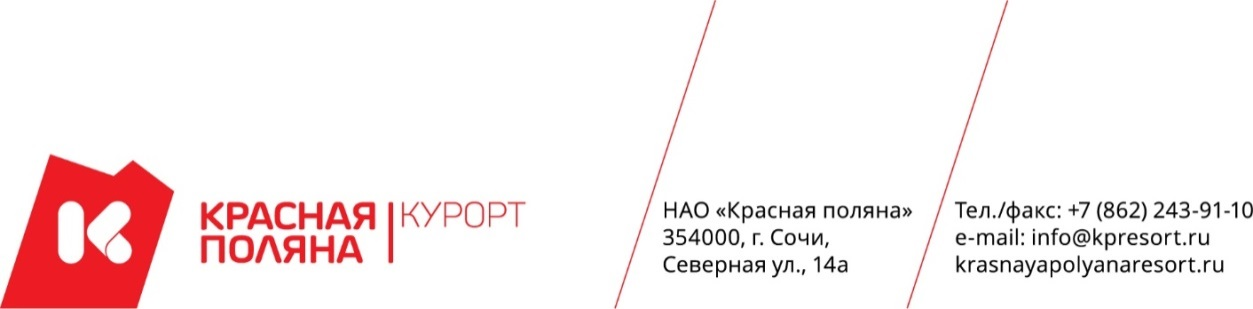 КРАСНАЯ
ПОЛЯНА
КУРОРТ
НАО «Красная поляна»
354000, г. Сочи,
Северная ул., 14а
Тел./факс: +7 (862) 243-91-10
e-mail: info@kpresort.ru
krasnayapolyanaresort.ru